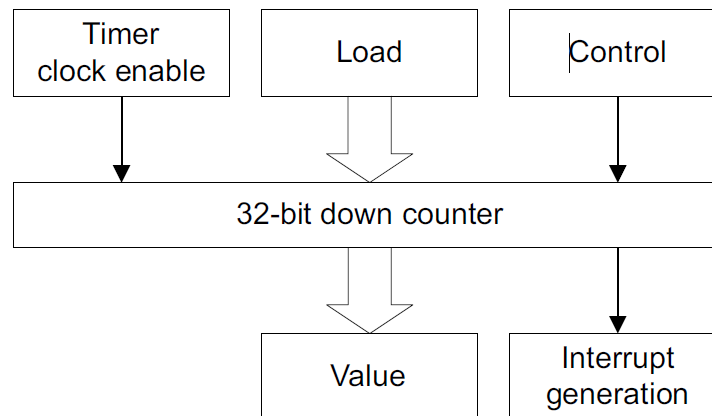 Timer
clock enable
Load
Control
32-bit down counter
Value
Interrupt
generation